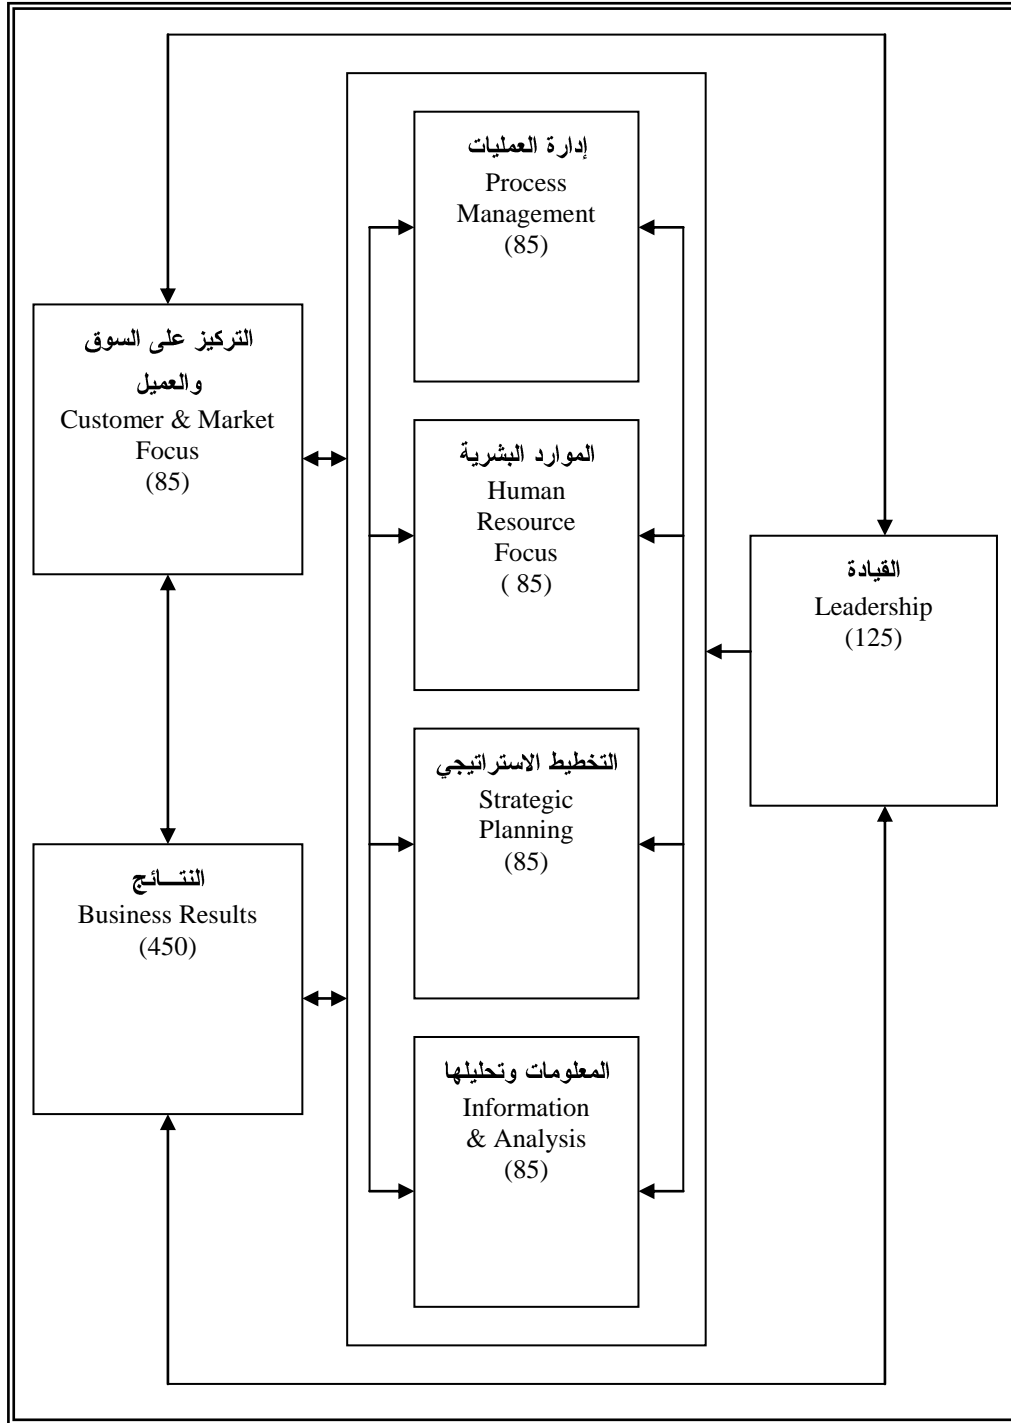 إدارة العمليات
Process
Management
(85)
التركيز على السوق
والعميل
Customer & Market
Focus
(85)
الموارد البشرية
Human
Resource
Focus
( 85)
القيادة
Leadership
(125)
التخطيط الاستراتيجي
Strategic
Planning
(85)
النتـــائج
Business Results
(450)
المعلومات وتحليلها
Information
& Analysis
(85)